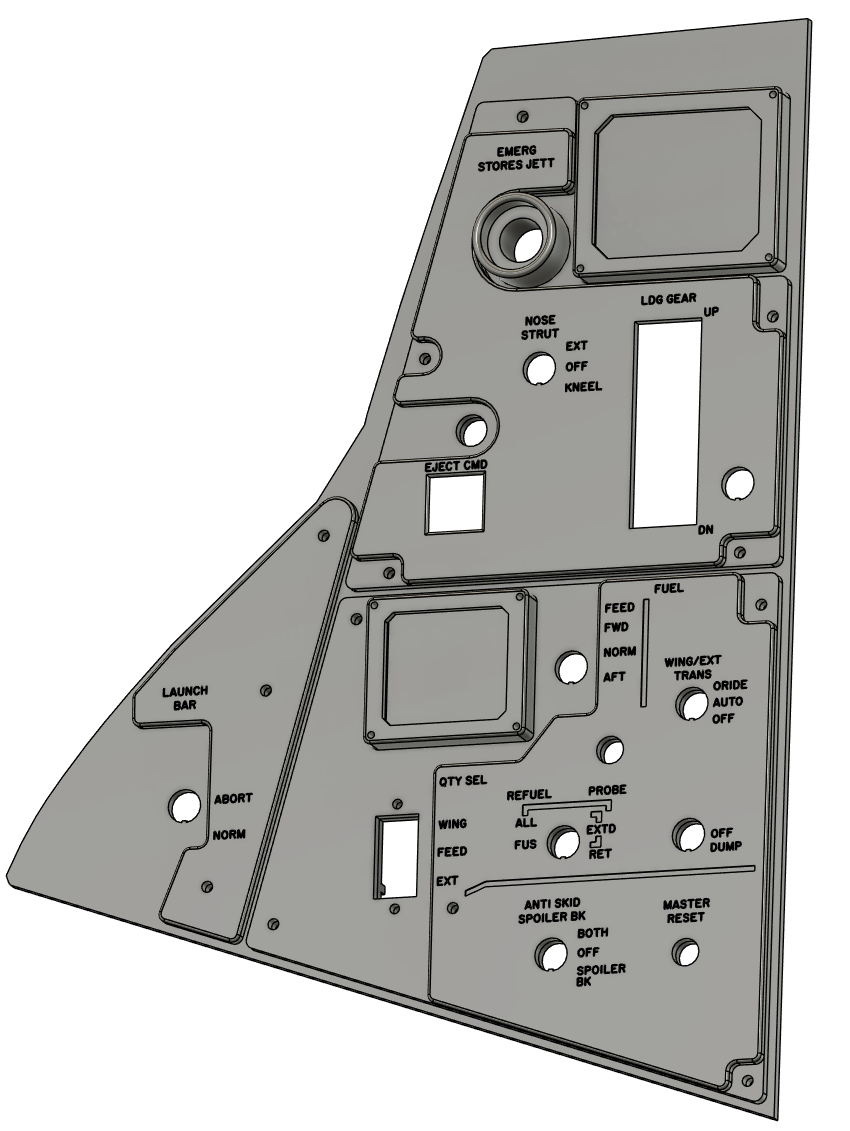 EMERG
STORES JETT
LDG GEAR
UP
NOSE
STRUT
EXT
OFF
KNEEL
EJECT CMD
DN
FUEL
FEED
FWD
NORM
AFT
WING/EXT
TRANS
ORIDE
AUTO
OFF
LAUNCH
BAR
ABORT
NORM
QTY SEL
WING
FEED
EXT
REFUEL
PROBE
ALL
FUS
EXTD
RET
OFF
DUMP
ANTI SKID
SPOILER BK
BOTH
OFF
SPOILER
BK
MASTER
RESET